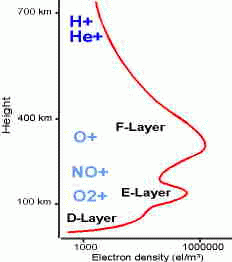 700 km
H+
He+
Height
400 km
F-Layer
O+
NO+
E-Layer
O2+
100 km
D-Layer
1000
1000000
Electron density (el/m³)